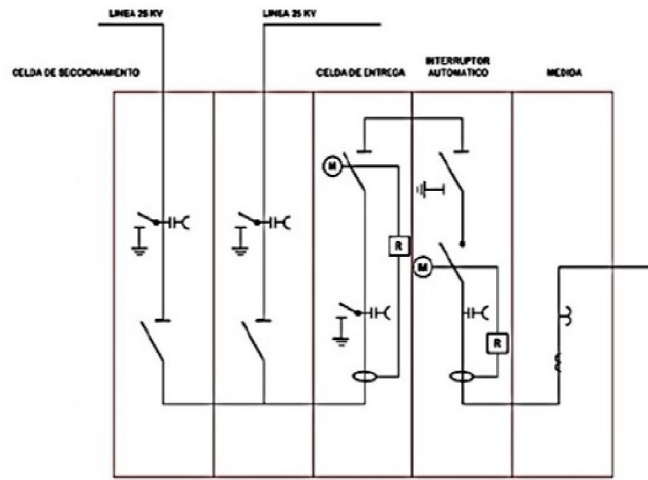 LINEA 25 KV
LINEA 25 KV
CELDA DE SECCIONAMIENTO
CELDA DE ENTREGA
INTERRUPTOR
AUTOMATICO
MEDIDA
M
R
M
R